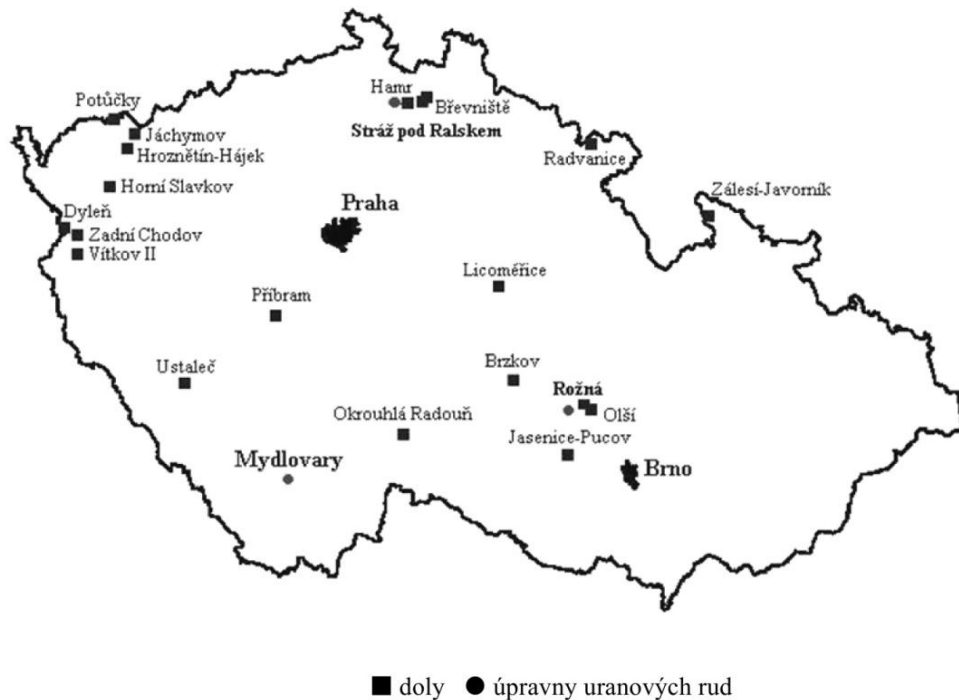 Hamr
Potůčky
Břevniště
Stráž pod Ralskem
Jáchymov
Hroznětín-Hájek
Radvanice
Horní Slavkov
Zálesí-Javorník
Praha
Dyleň
Zadní Chodov
Vítkov II
Licoměřice
Příbram
Ustaleč
Brzkov
Rožná
Okrouhlá Radouň
Olší
Jasenice-Pucov
Mydlovary
Brno
doly úpravny uranových rud